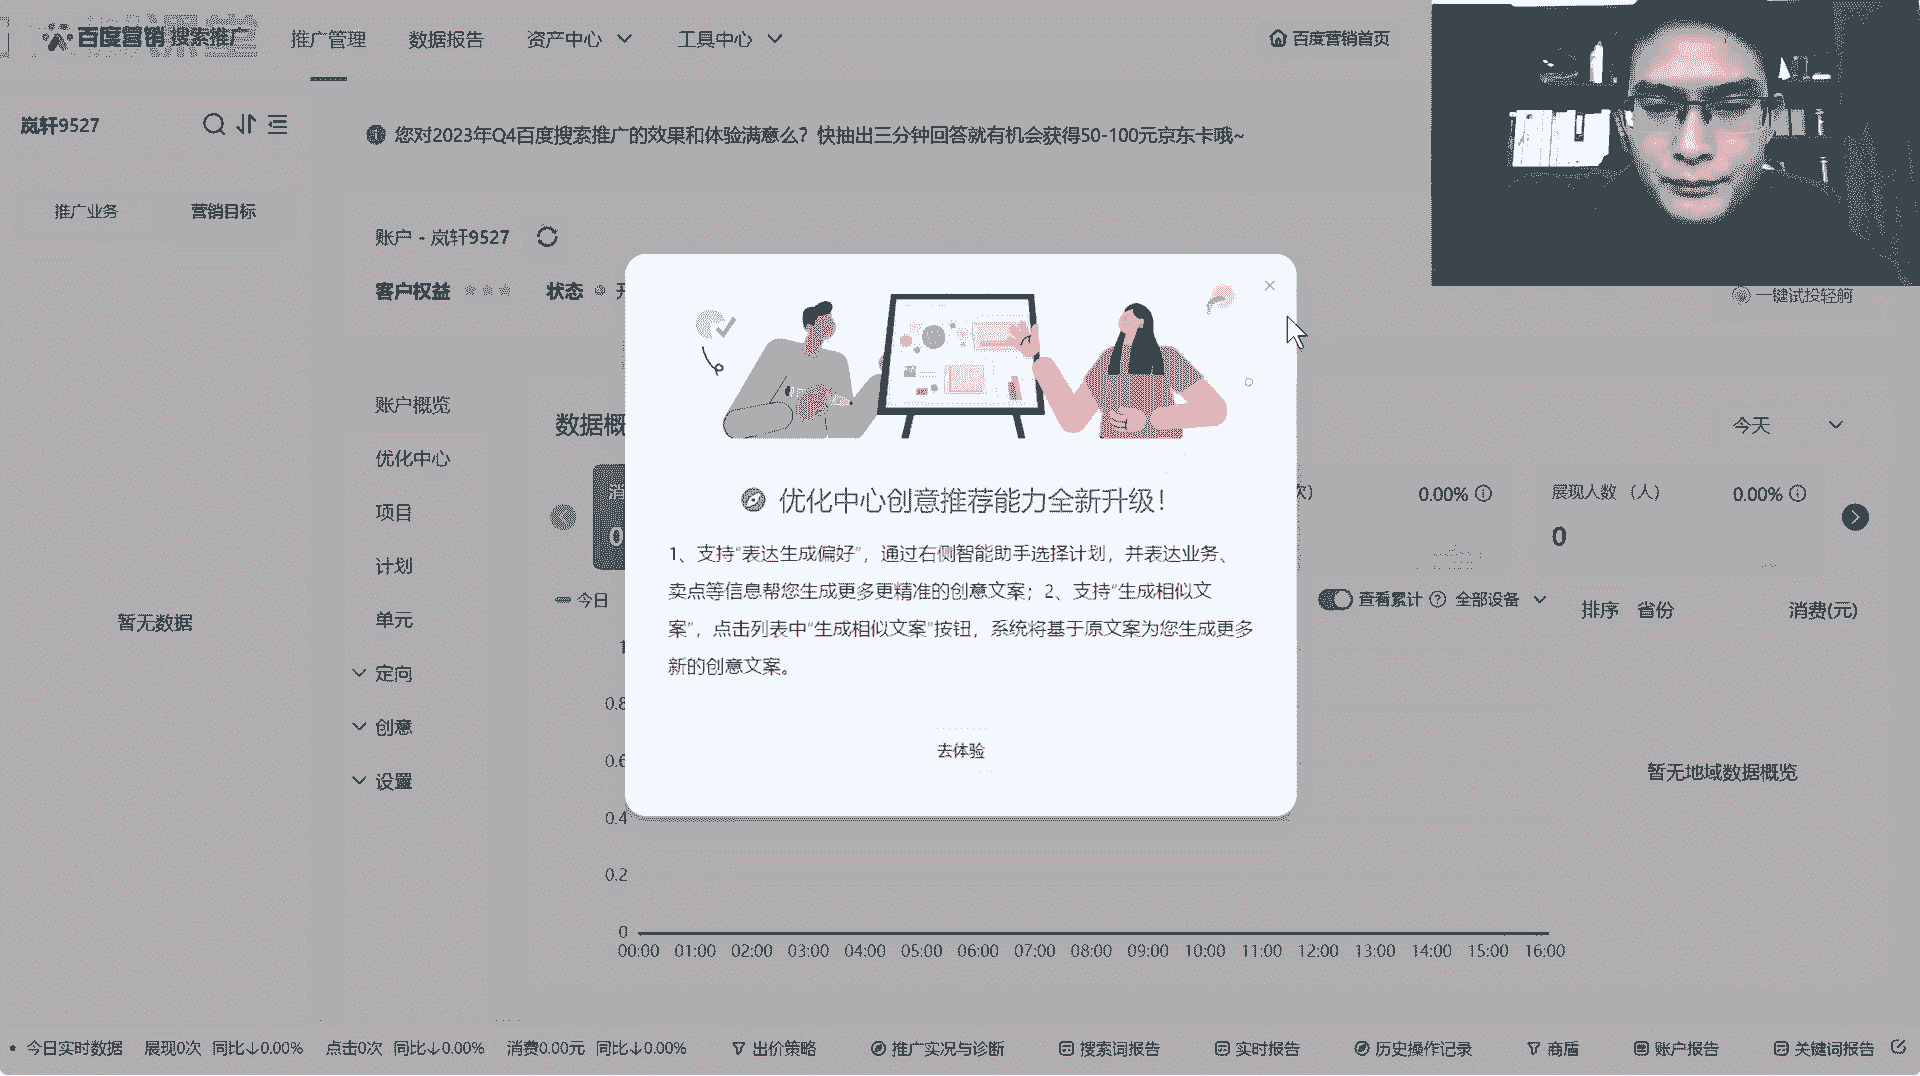 百度营销 搜索推广
推广管理
数据报告
资产中心
工具中心
百度营销首页
岚轩9527
您对2023年Q4百度搜索推广的效果和体验满意么？快抽出三分钟回答就有机会获得50-100元京东卡哦~
推广业务
营销目标
账户 - 岚轩9527
客户权益
状态
一键试投轻舸
账户概览
优化中心
项目
计划
单元
定向
创意
设置
暂无数据
数据概
今天
优化中心创意推荐能力全新升级！
1、支持“表达生成偏好”，通过右侧智能助手选择计划，并表达业务、
卖点等信息帮您生成更多更精准的创意文案；2、支持“生成相似文
案”，点击列表中“生成相似文案”按钮，系统将基于原文案为您生成更多
新的创意文案。
去体验
0.00%
展现人数（人）
0.00%
0
0
今日
查看累计
全部设备
排序
省份
消费(元)
1
0.8
0.6
0.4
0.2
0
暂无地域数据概览
00:00 01:00 02:00 03:00 04:00 05:00 06:00 07:00 08:00 09:00 10:00 11:00 12:00 13:00 14:00 15:00 16:00
今日实时数据 展现0次 同比↓0.00% 点击0次 同比↓0.00% 消费0.00元 同比↓0.00% 出价策略 推广实况与诊断 搜索词报告 实时报告 历史操作记录 商盾 账户报告 关键词报告